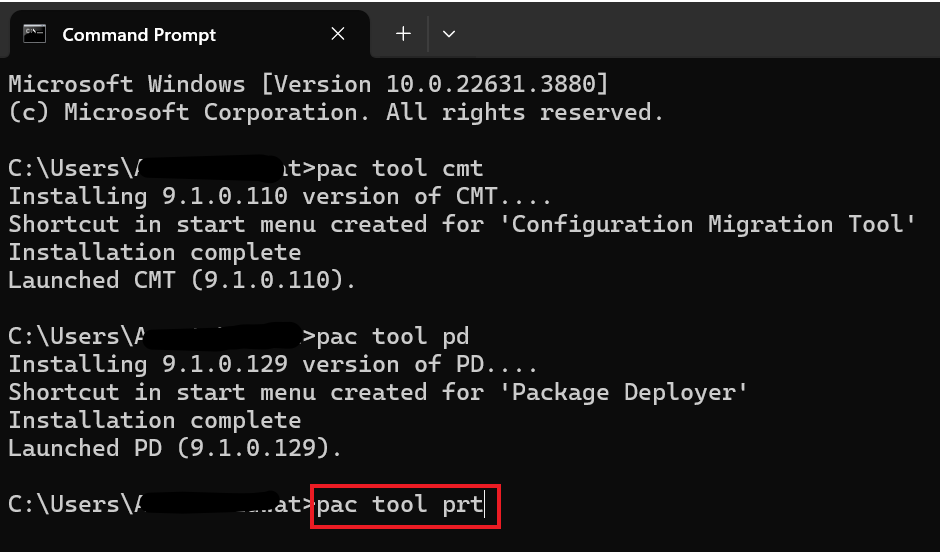 Command Prompt
Microsoft Windows [Version 10.0.22631.3880]
(c) Microsoft Corporation. All rights reserved.
C:\Users\at>pac tool cmt
Installing 9.1.0.110 version of CMT....
Shortcut in start menu created for 'Configuration Migration Tool'
Installation complete
Launched CMT (9.1.0.110).
C:\Users\>pac tool pd
Installing 9.1.0.129 version of PD....
Shortcut in start menu created for 'Package Deployer'
Installation complete
Launched PD (9.1.0.129).
C:\Users\at>pac tool prt